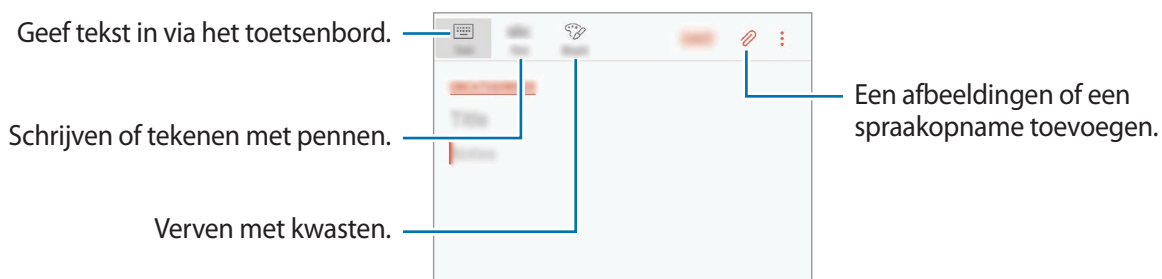 Geef tekst in via het toetsenbord.
Schrijven of tekenen met pennen.
Verven met kwasten.
Een afbeeldingen of een
spraakopname toevoegen.